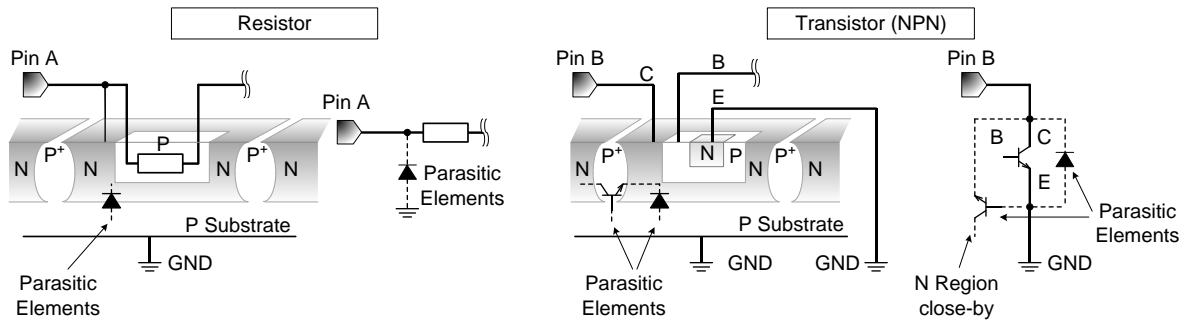 Resistor
Transistor (NPN)
Pin A
Pin B
Pin B
C
B
E
Pin A
N
P+
N
P
P+
N
Parasitic
Elements
P Substrate
GND
Parasitic
Elements
N
P+
N
N
P
P+
N
P Substrate
GND
GND
Parasitic
Elements
B
C
E
Parasitic
Elements
GND
N Region
close-by